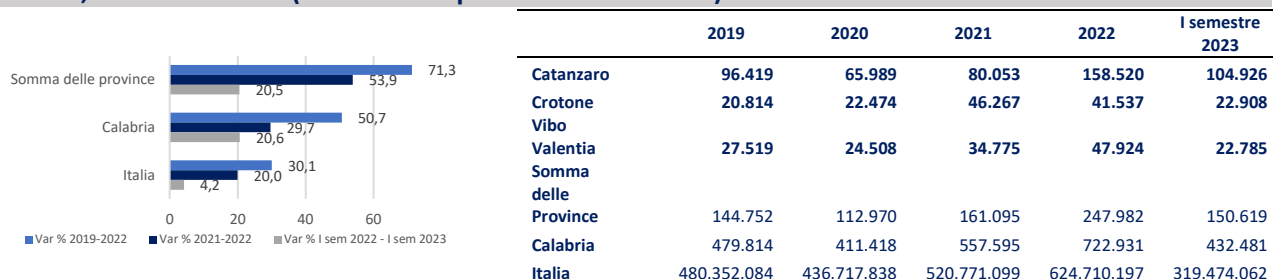 Somma delle province
71,3
53,9
20,5
Calabria
50,7
29,7
20,6
Italia
30,1
20,0
4,2
0 20 40 60
Var % 2019-2022 Var % 2021-2022 Var % I sem 2022 - I sem 2023
2019 2020 2021 2022 I semestre
2023
Catanzaro 96.419 65.989 80.053 158.520 104.926
Crotone 20.814 22.474 46.267 41.537 22.908
Vibo
Valentia 27.519 24.508 34.775 47.924 22.785
Somma
delle
Province 144.752 112.970 161.095 247.982 150.619
Calabria 479.814 411.418 557.595 722.931 432.481
Italia 480.352.084 436.717.838 520.771.099 624.710.197 319.474.062